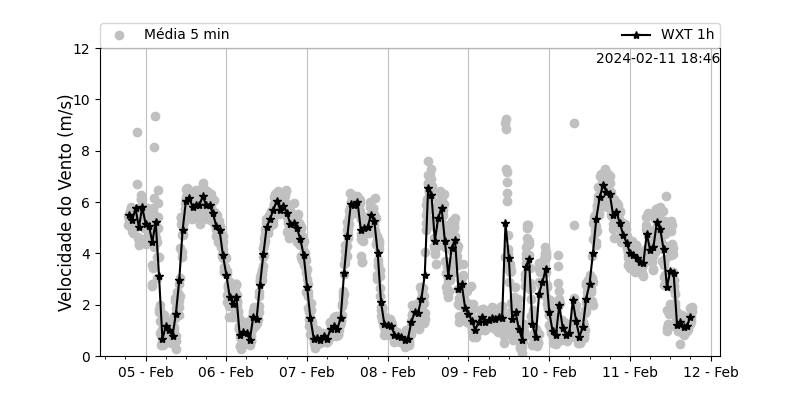 Média 5 min
WXT 1h
2024-02-11 18:46
Velocidade do Vento (m/s)
12
10
8
6
4
2
0
05 - Feb
06 - Feb
07 - Feb
08 - Feb
09 - Feb
10 - Feb
11 - Feb
12 - Feb